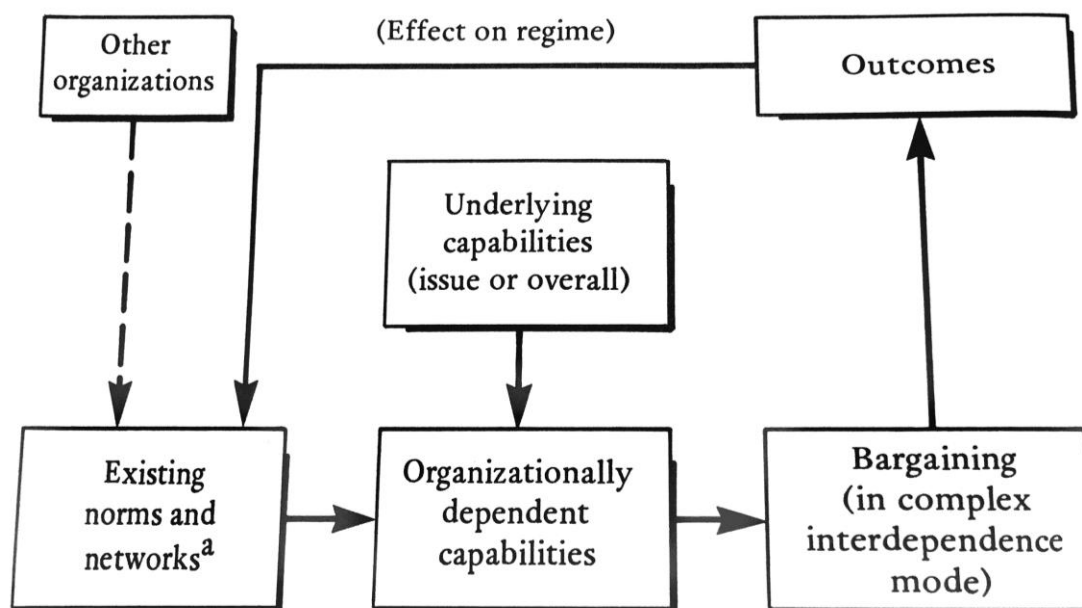 Other
organizations
(Effect on regime)
Outcomes
Underlying
capabilities
(issue or overall)
Existing
norms and
networksᵃ
Organizationally
dependent
capabilities
Bargaining
(in complex
interdependence
mode)